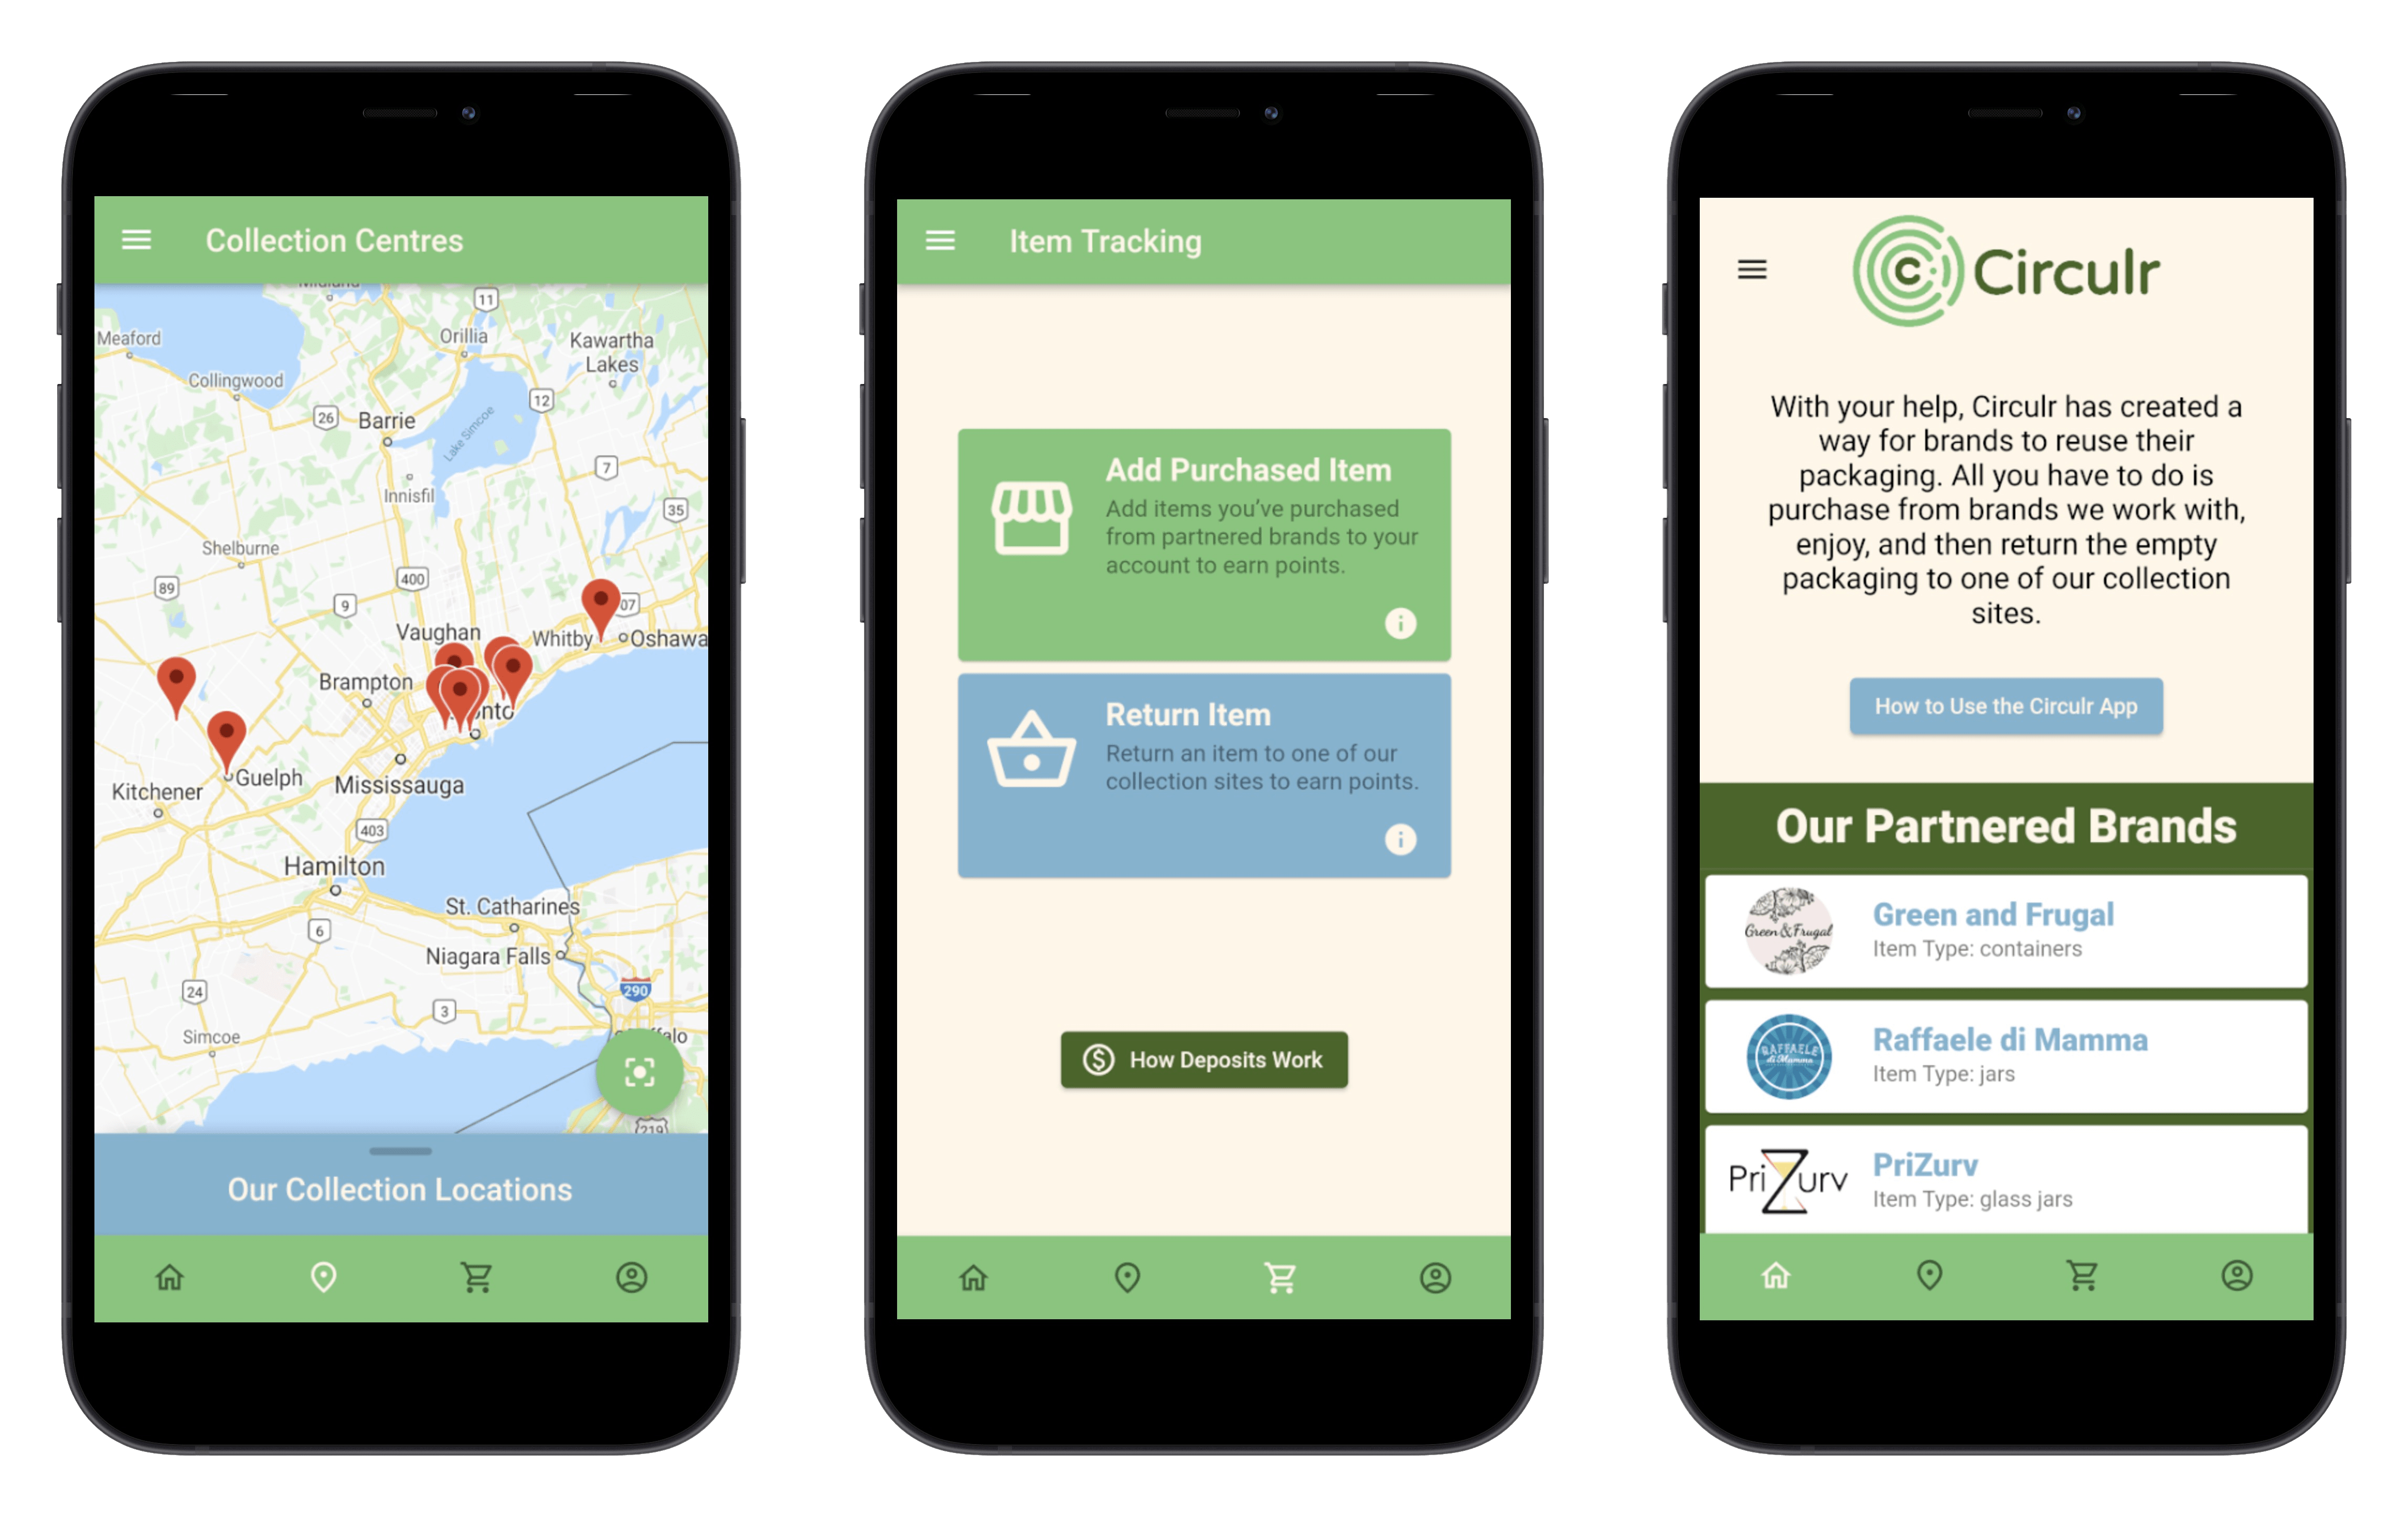 Collection Centres
11
Meaford
Orillia
Kawartha
Lakes
Collingwood
12
26
Barrie
Lake Simcoe
7
Innisfil
35
Shelburne
400
89
9
07
Vaughan
Whitby
Oshawa
Brampton
Guelph
Kitchener
Mississauga
403
Hamilton
St. Catharines
6
Niagara Falls
24
290
3
Simcoe
219
Our Collection Locations
Item Tracking
Add Purchased Item
Add items you've purchased
from partnered brands to your
account to earn points.
Return Item
Return an item to one of our
collection sites to earn points.
How Deposits Work
C
Circulr
With your help, Circulr has created a
way for brands to reuse their
packaging. All you have to do is
purchase from brands we work with,
enjoy, and then return the empty
packaging to one of our collection
sites.
How to Use the Circulr App
Our Partnered Brands
Green & Frugal
Green and Frugal
Item Type: containers
RAFFAELE
di Mamma
Raffaele di Mamma
Item Type: jars
PriZurv
PriZurv
Item Type: glass jars